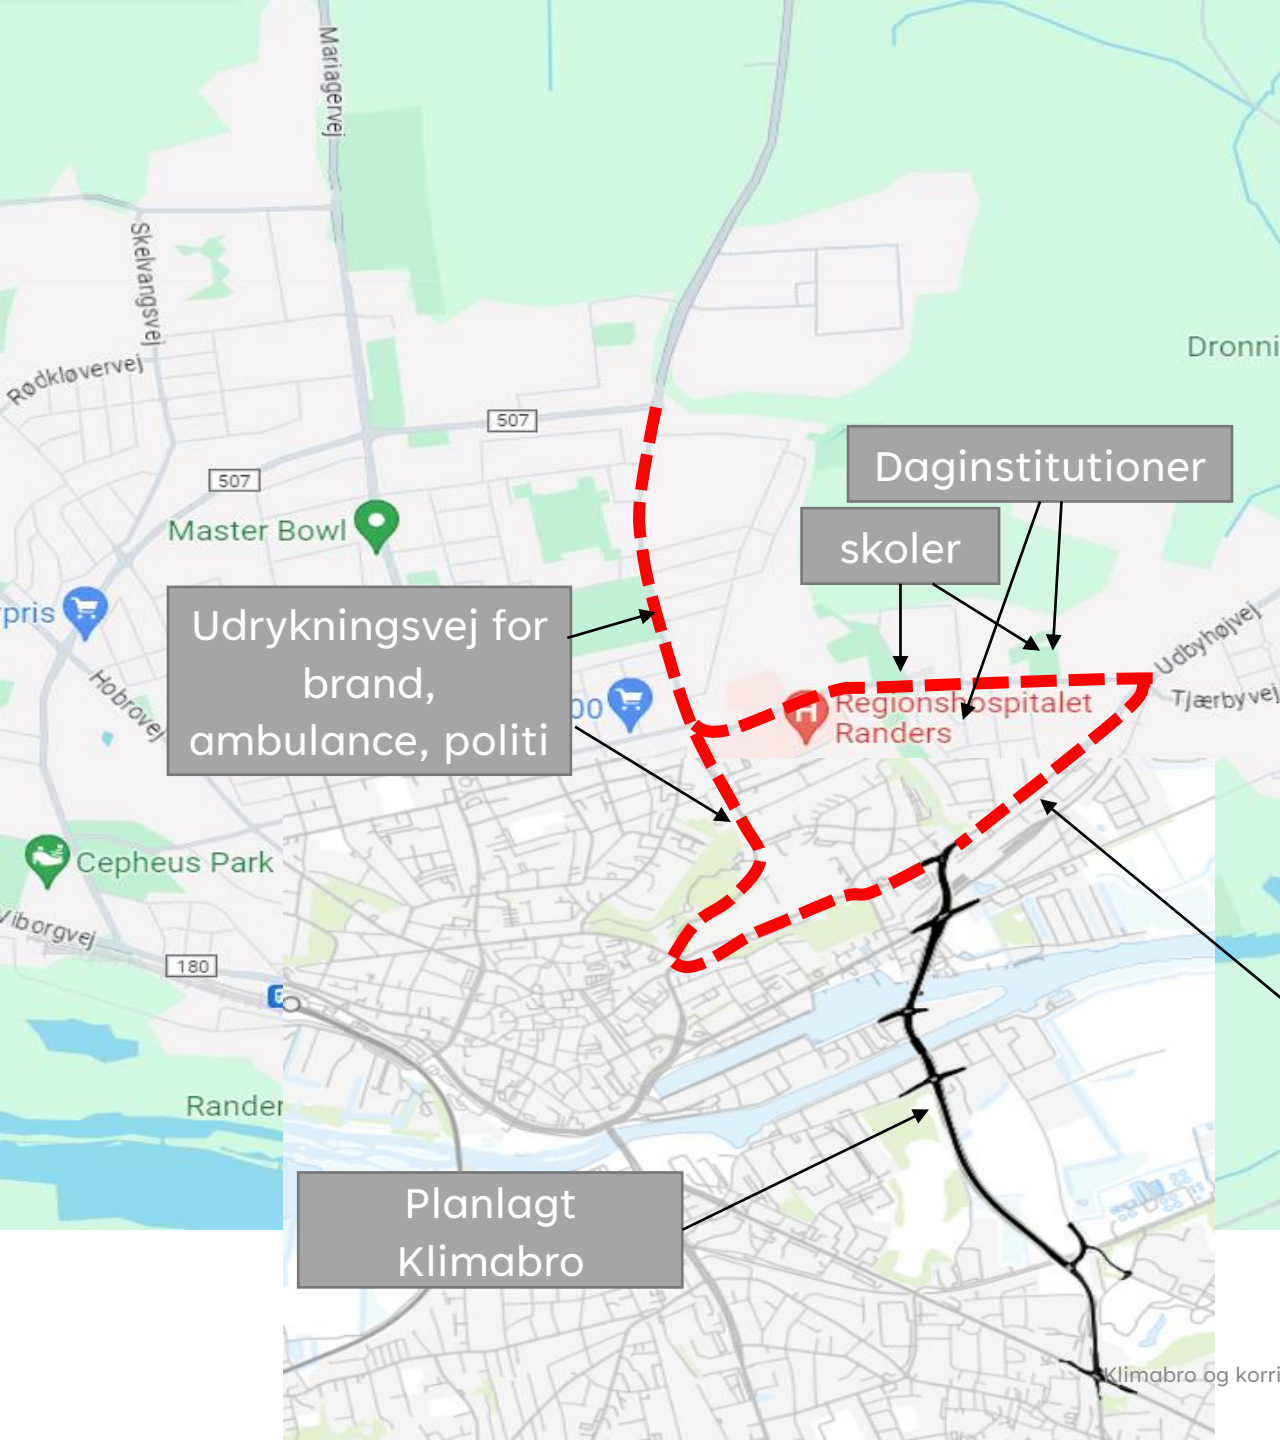 Mariagervej
Skelvangsvej
Rødkløvervej
Dronni
507
507
Daginstitutioner
Master Bowl
skoler
Udrykningsvej for
brand,
ambulance, politi
pris
Udbyhøjvej
Tjærbyvej
Hobrovej
00
Regionshospitalet
Randers
H
Cepheus Park
Viborgvej
180
Rander
Planlagt
Klimabro
Klimabro og korri